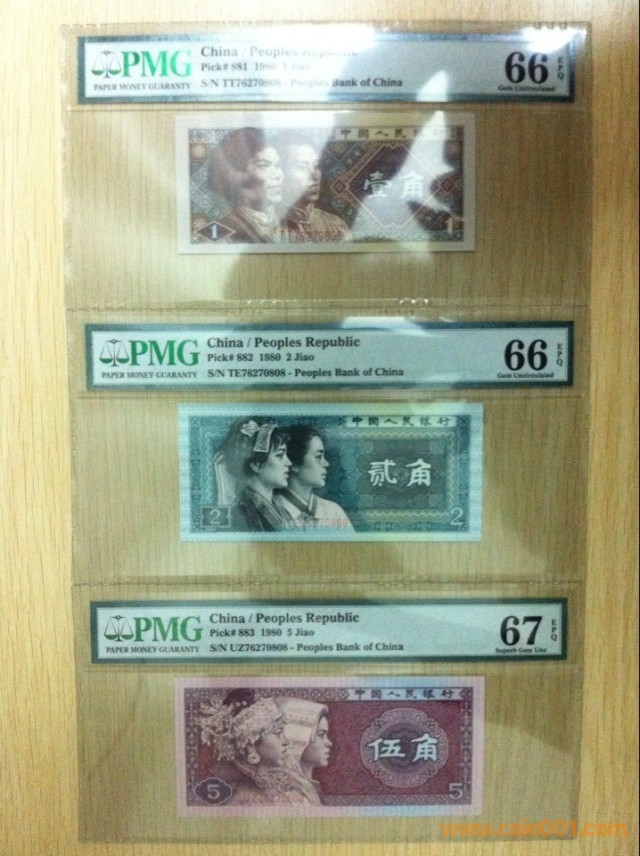 PMG
PAPER MONEY GUARANTY
China / Peoples Republic
Pick# 881 1980 1 Jiao
S/N TT76270808 - Peoples Bank of China
66 EPQ
Gem Uncirculated
中国人民银行
壹角
TT76270808
1 1
PMG
PAPER MONEY GUARANTY
China / Peoples Republic
Pick# 882 1980 2 Jiao
S/N TE76270808 - Peoples Bank of China
66 EPQ
Gem Uncirculated
中国人民银行
贰角
2 2
PMG
PAPER MONEY GUARANTY
China / Peoples Republic
Pick# 883 1980 5 Jiao
S/N UZ76270808 - Peoples Bank of China
67 EPQ
Superb Gem Unc
中国人民银行
伍角
5 5
www.coin001.com